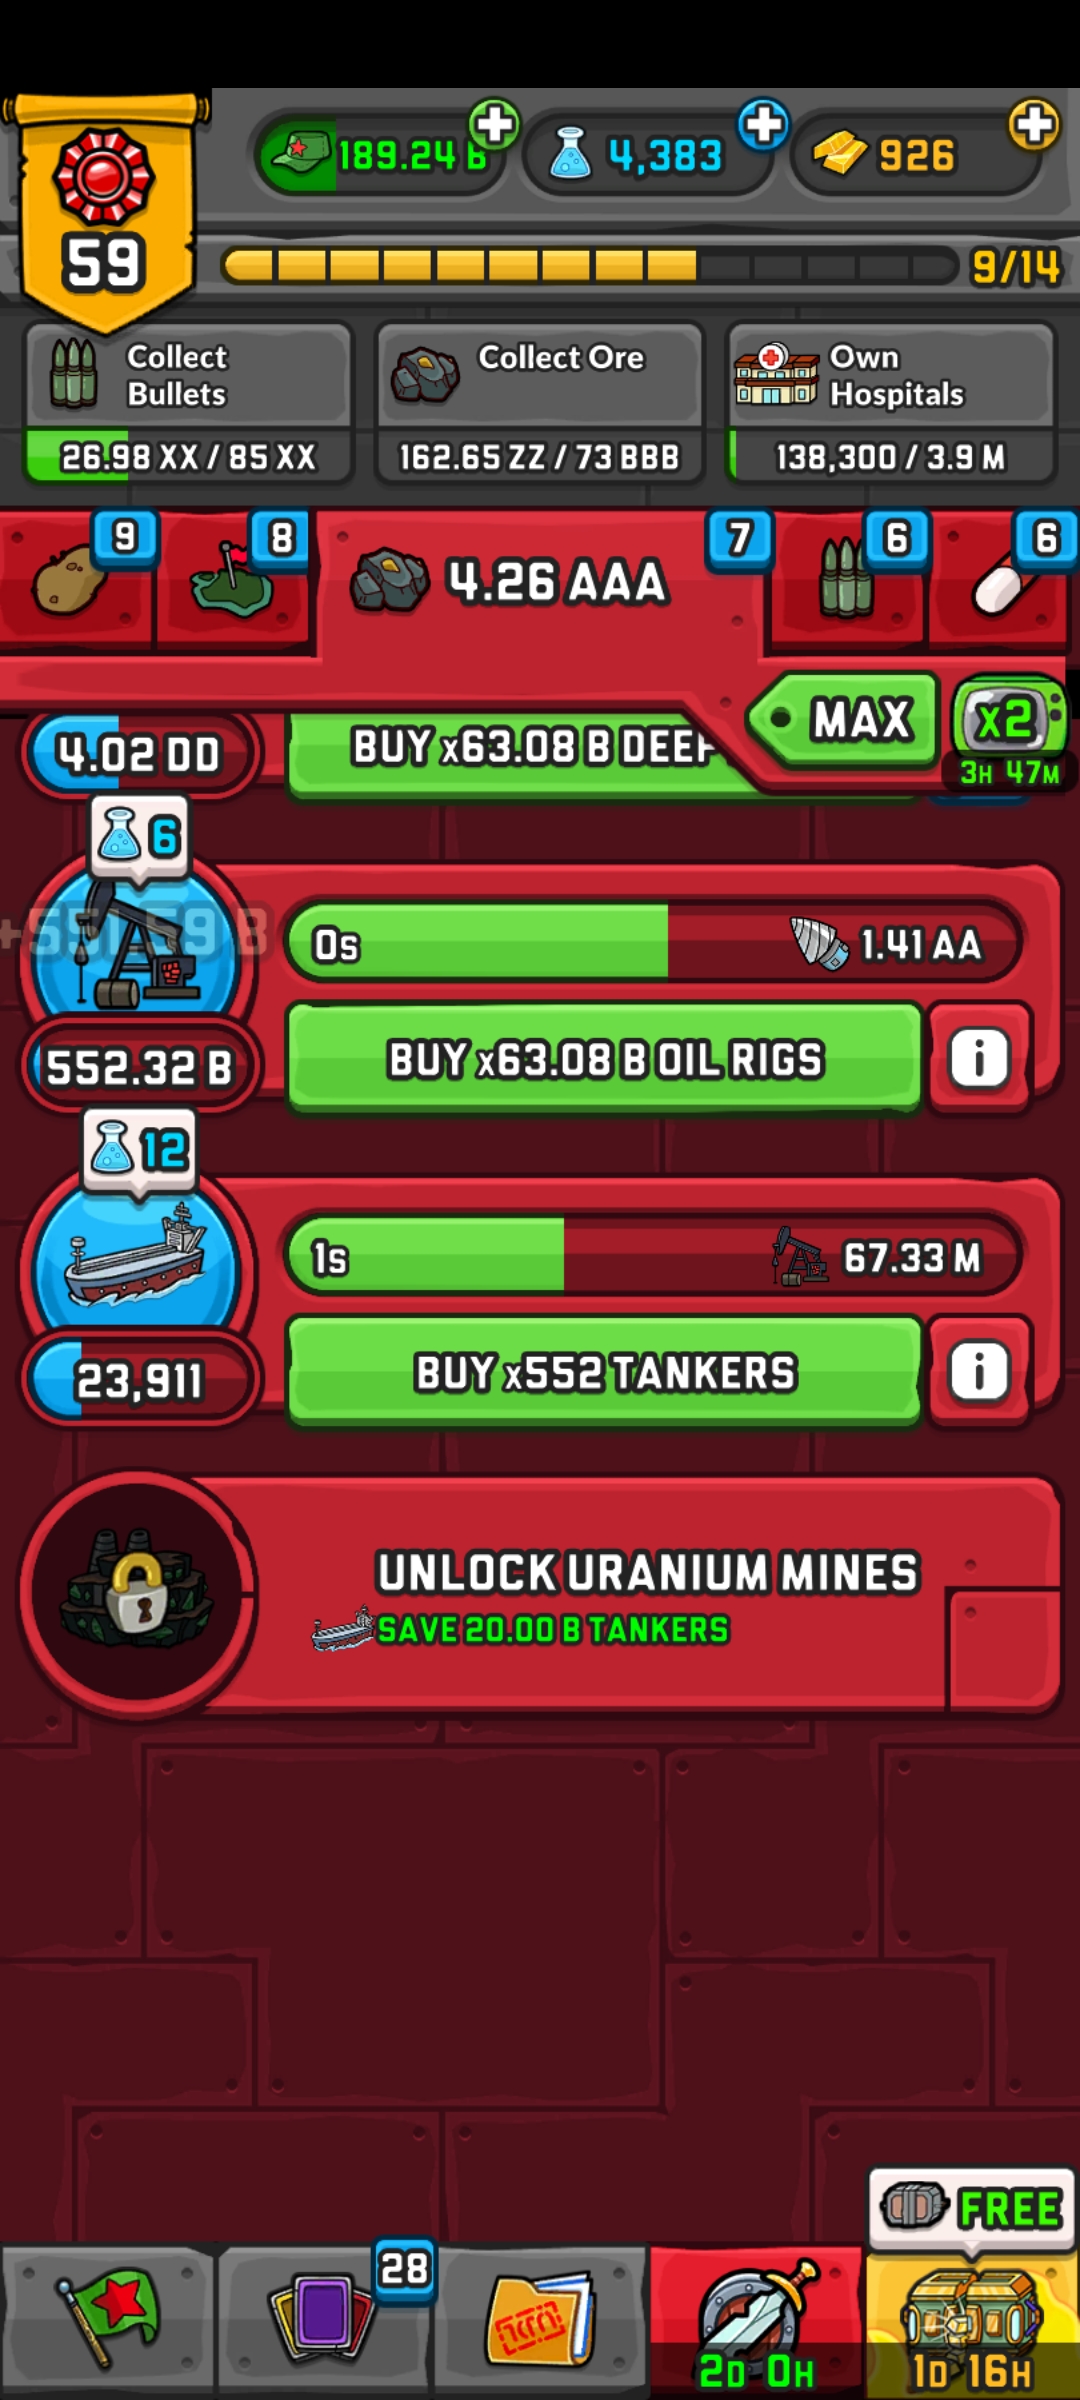 189.24 B
4,383
926
59
9/14
Collect Bullets
26.98 XX / 85 XX
Collect Ore
162.65 ZZ / 73 BBB
Own Hospitals
138,300 / 3.9 M
9
8
4.26 AAA
7
6
6
MAX
x2
3H 47M
4.02 DD
BUY x63.08 B DEEP
6
+551.59 B
0s
1.41 AA
552.32 B
BUY x63.08 B OIL RIGS
i
12
1s
67.33 M
23,911
BUY x552 TANKERS
i
UNLOCK URANIUM MINES
SAVE 20.00 B TANKERS
FREE
28
2D 0H
1D 16H